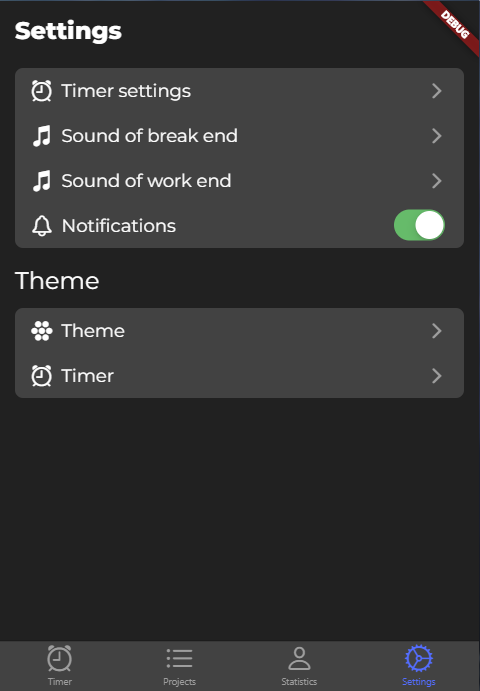 Settings
DEBUG
Timer settings
Sound of break end
Sound of work end
Notifications
Theme
Theme
Timer
Timer
Projects
Statistics
Settings